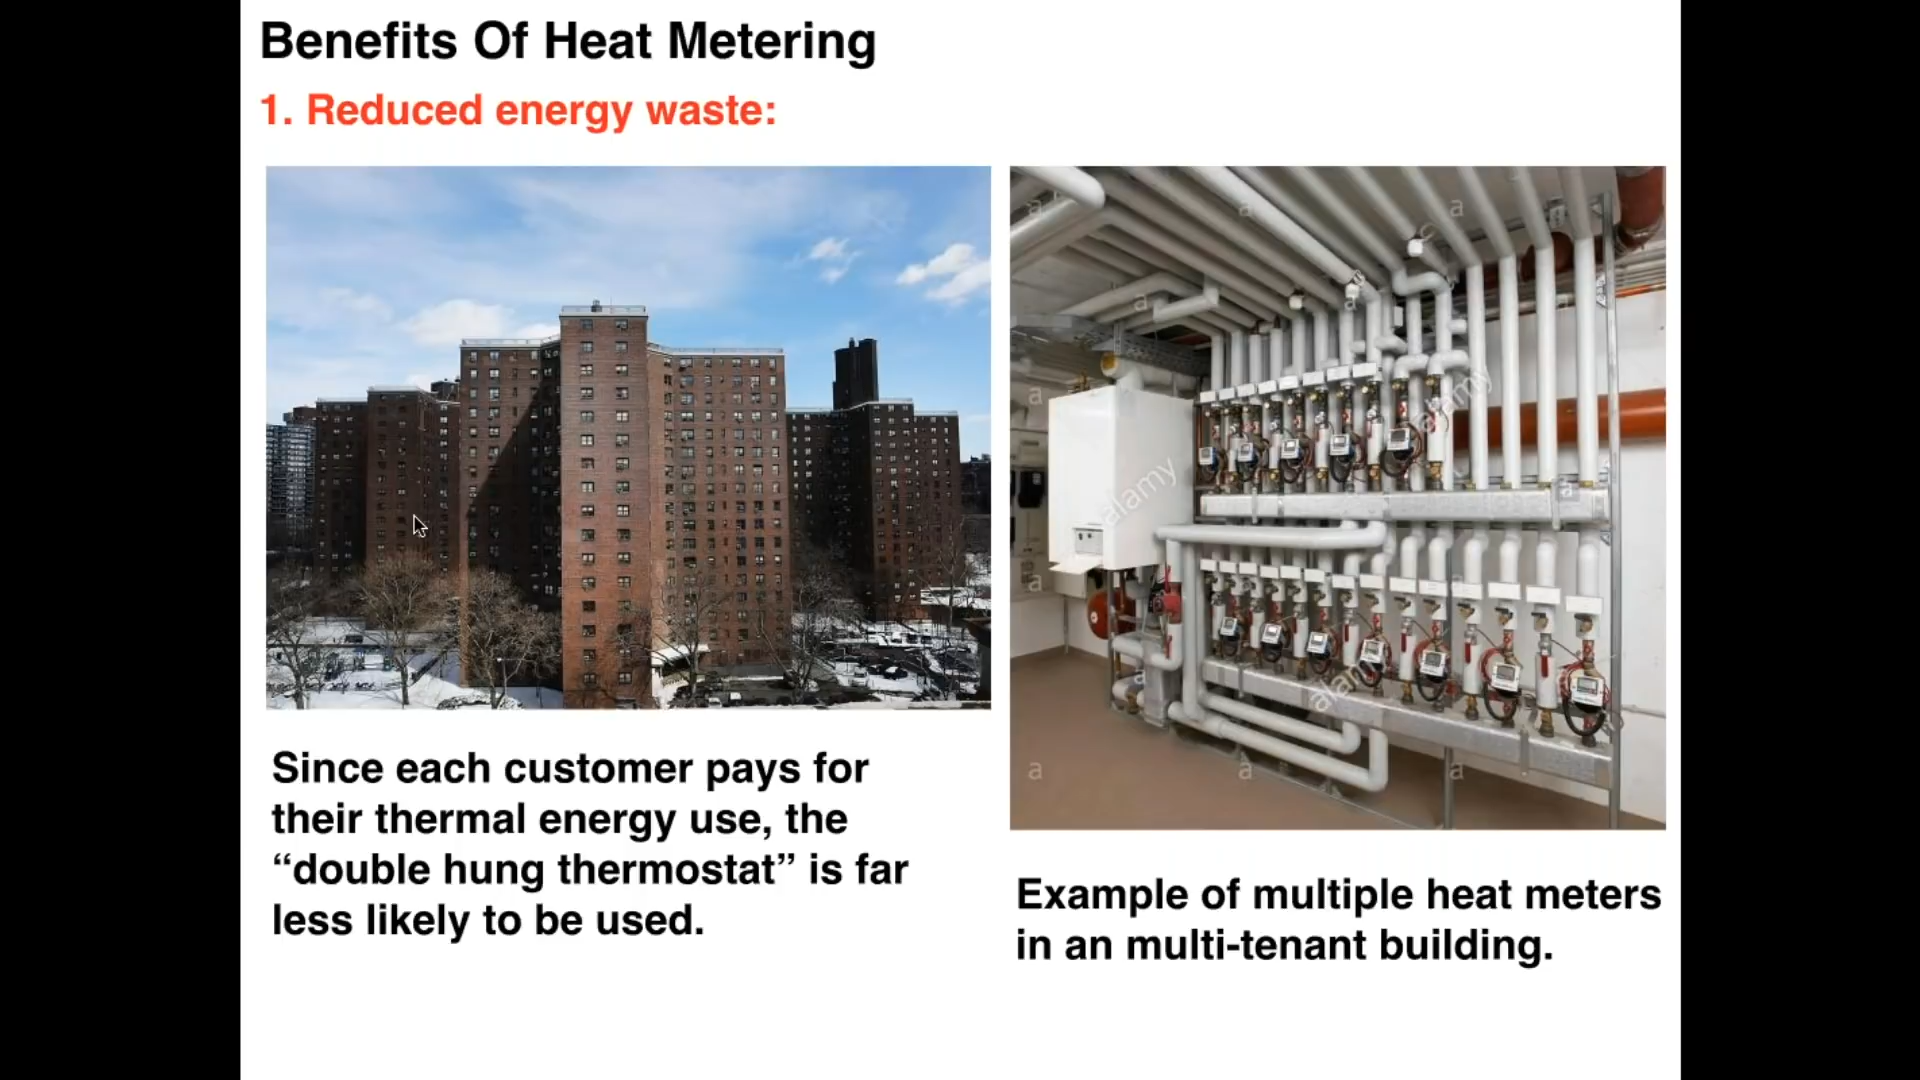 Benefits Of Heat Metering
1. Reduced energy waste:
Since each customer pays for
their thermal energy use, the
“double hung thermostat” is far
less likely to be used.
alamy
alamy
alamy
a
a
a
a
a
a
a
a
a
Example of multiple heat meters
in an multi-tenant building.